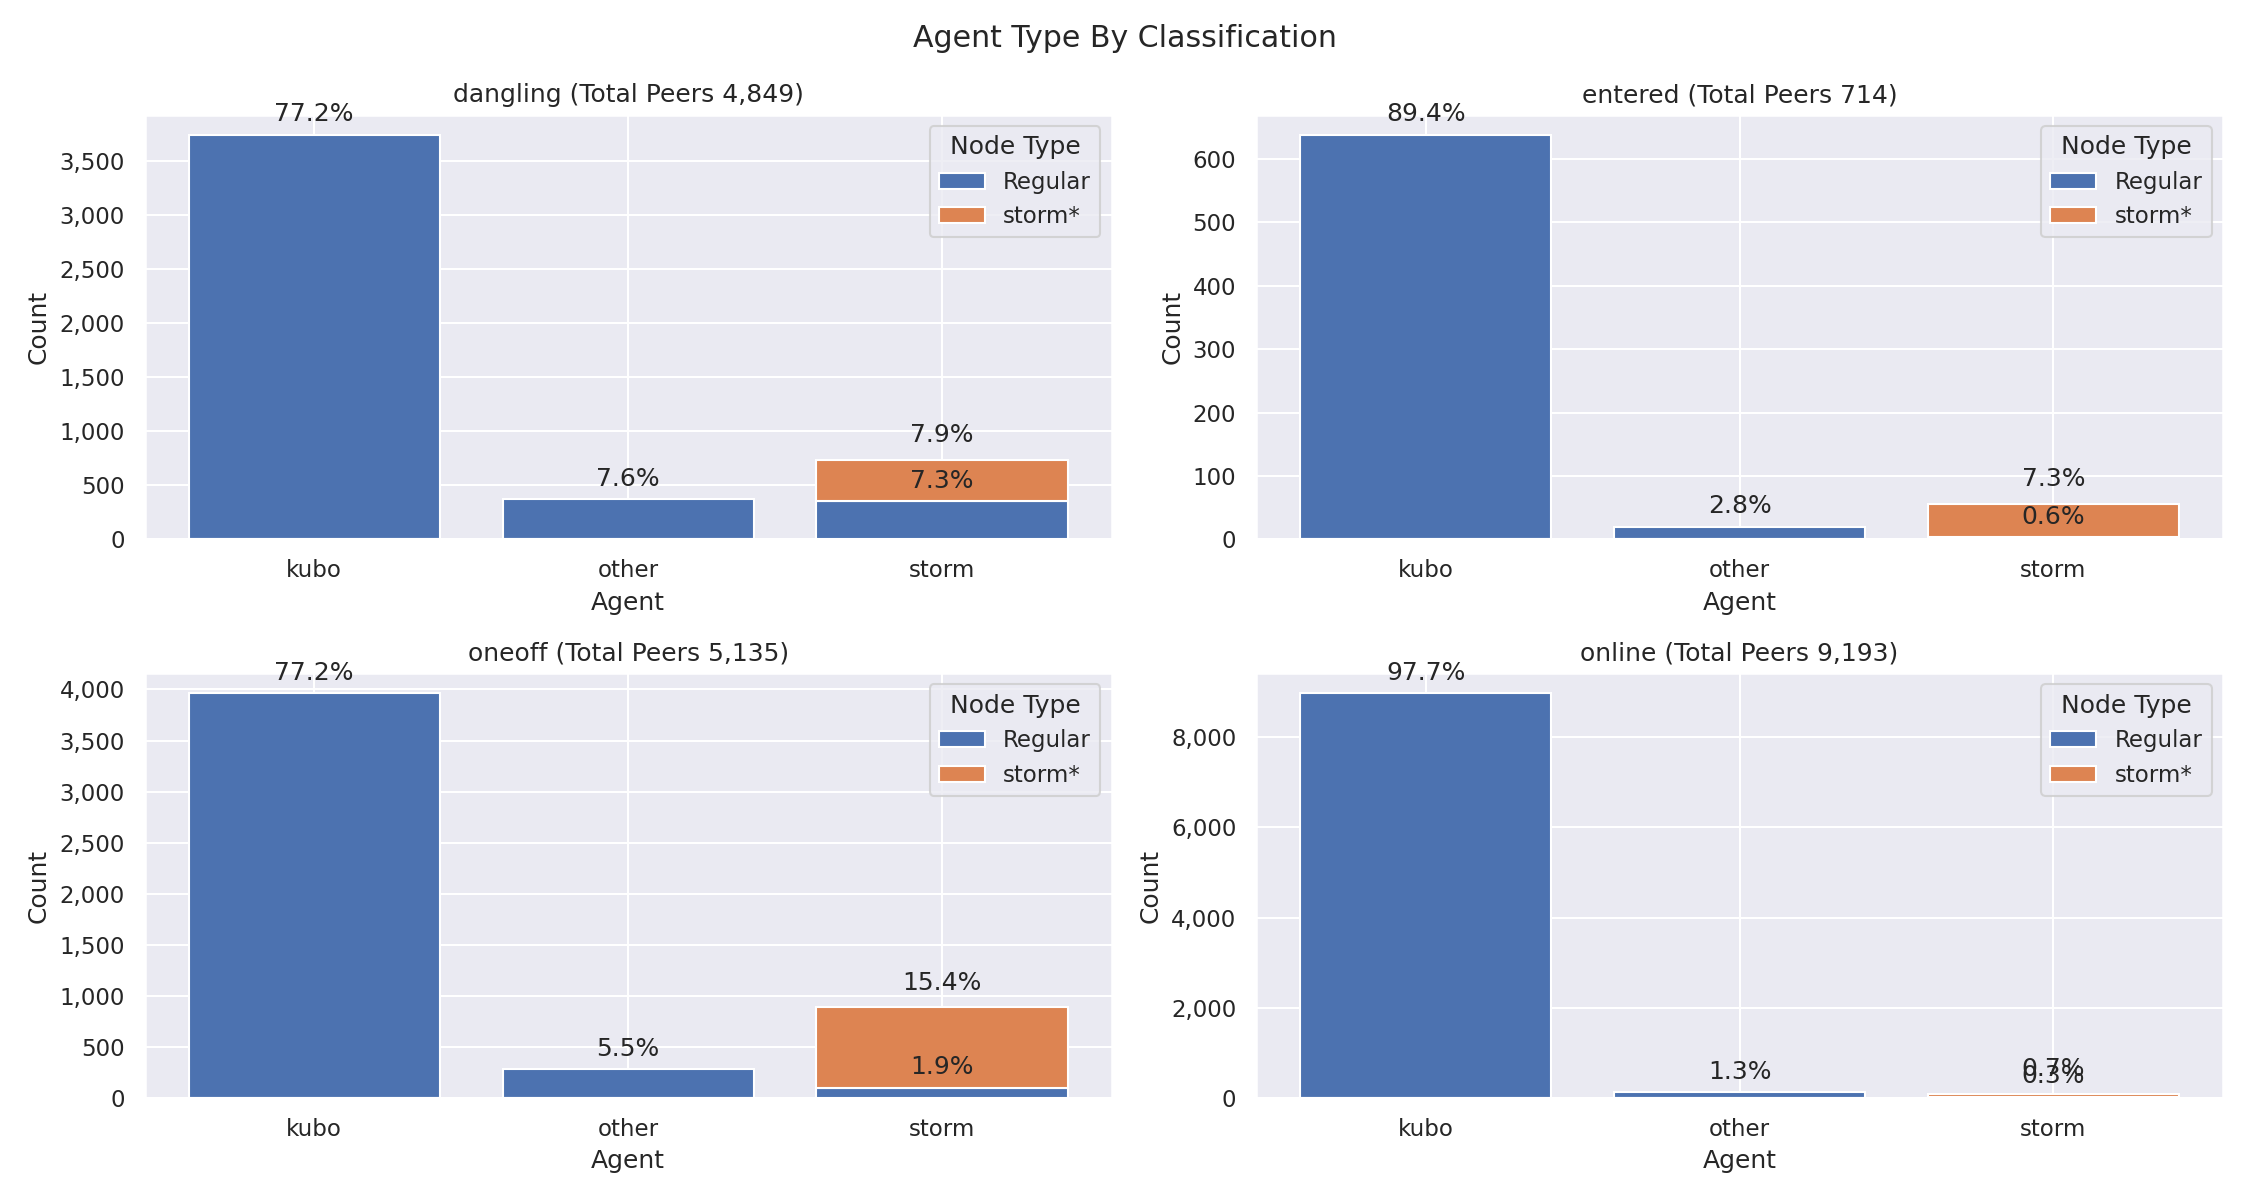 Agent Type By Classification
dangling (Total Peers 4,849)
77.2%
Node Type
Regular
storm*
3,500
3,000
2,500
2,000
1,500
1,000
500
0
Count
7.6%
7.9%
7.3%
kubo
other
storm
Agent
entered (Total Peers 714)
89.4%
Node Type
Regular
storm*
600
500
400
300
200
100
0
Count
2.8%
7.3%
0.6%
kubo
other
storm
Agent
oneoff (Total Peers 5,135)
77.2%
Node Type
Regular
storm*
4,000
3,500
3,000
2,500
2,000
1,500
1,000
500
0
Count
5.5%
15.4%
1.9%
kubo
other
storm
Agent
online (Total Peers 9,193)
97.7%
Node Type
Regular
storm*
8,000
6,000
4,000
2,000
0
Count
1.3%
0.7%
0.3%
kubo
other
storm
Agent